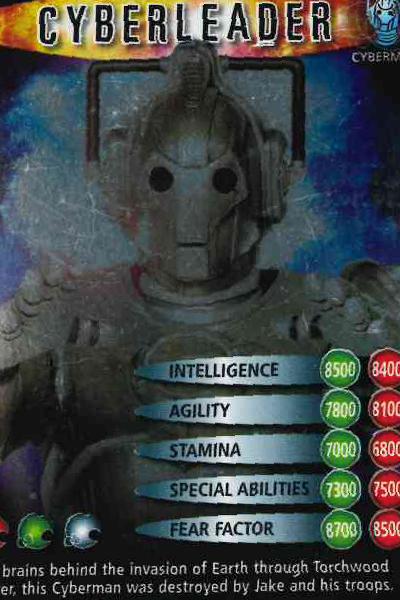 CYBERLEADER
CYBERM
INTELLIGENCE 8500 8400
AGILITY 7800 8100
STAMINA 7000 6800
SPECIAL ABILITIES 7300 7500
FEAR FACTOR 8700 8500
brains behind the invasion of Earth through Torchwood
er, this Cyberman was destroyed by Jake and his troops.